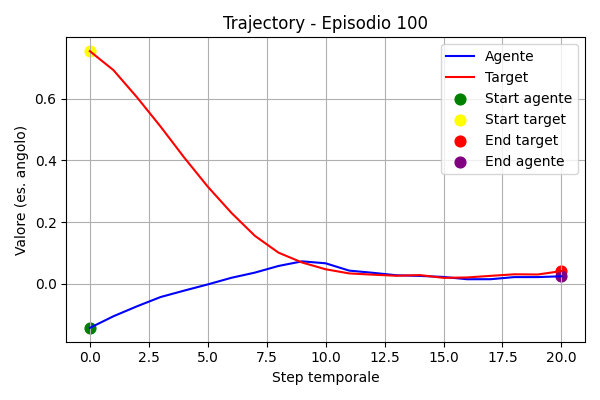 Trajectory - Episodio 100
Valore (es. angolo)
0.6
0.4
0.2
0.0
Agente
Target
Start agente
Start target
End target
End agente
0.0 2.5 5.0 7.5 10.0 12.5 15.0 17.5 20.0
Step temporale